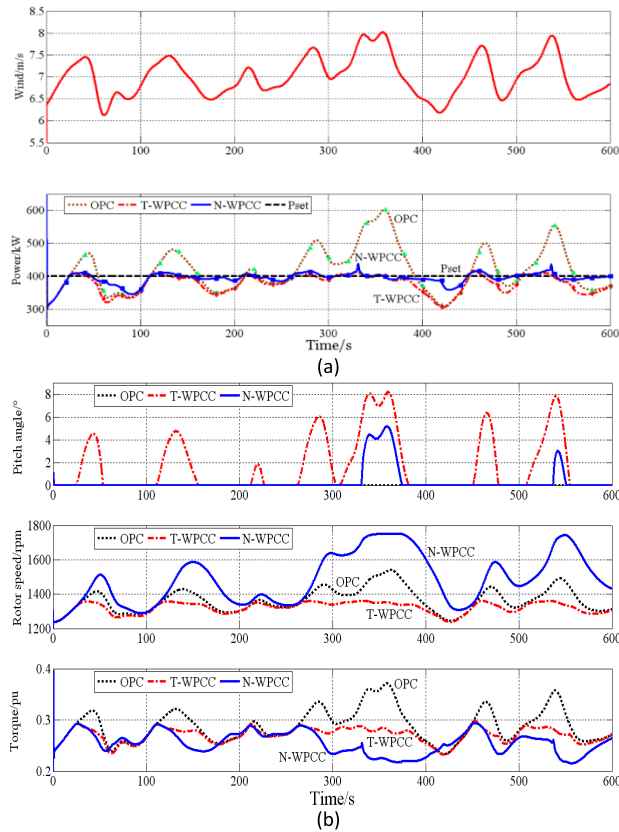 Wind/m/s
8.5
8
7.5
7
6.5
6
5.5
0 100 200 300 400 500 600
Power/kW
OPC T-WPCC N-WPCC Pset
600
500
400
300
OPC
N-WPCC
Pset
T-WPCC
0 100 200 300 400 500 600
Time/s
(a)
Pitch angle/°
OPC T-WPCC N-WPCC
8
6
4
2
0
0 100 200 300 400 500 600
Rotor speed/rpm
OPC T-WPCC N-WPCC
1800
1600
1400
1200
N-WPCC
OPC
T-WPCC
0 100 200 300 400 500 600
Torque/pu
OPC T-WPCC N-WPCC
0.4
0.3
0.2
OPC
T-WPCC
N-WPCC
0 100 200 300 400 500 600
Time/s
(b)